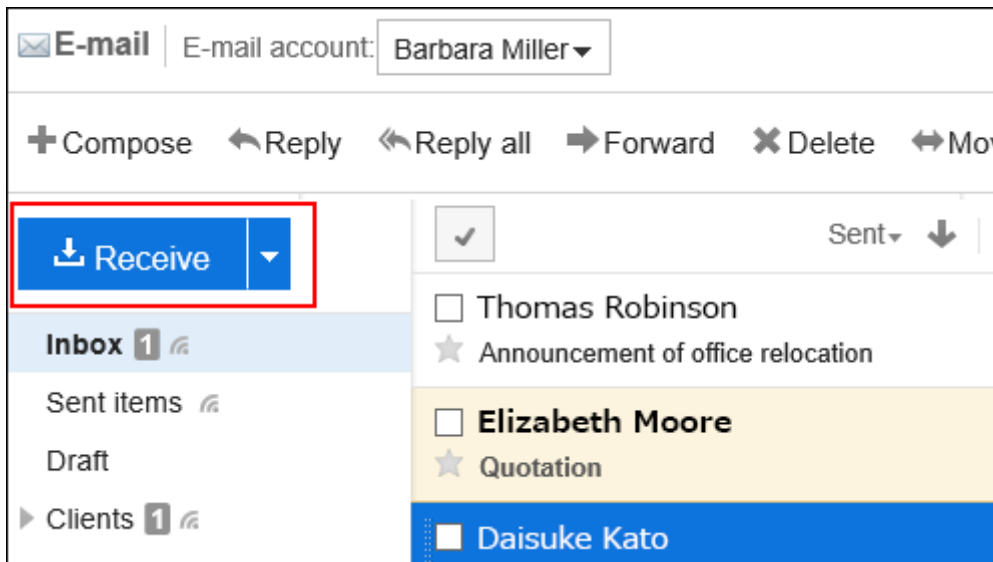 E-mail E-mail account: Barbara Miller
Compose Reply Reply all Forward Delete
Receive
Sent
Thomas Robinson
Inbox 1
Announcement of office relocation
Sent items
Elizabeth Moore
Draft
Quotation
Clients 1
Daisuke Kato